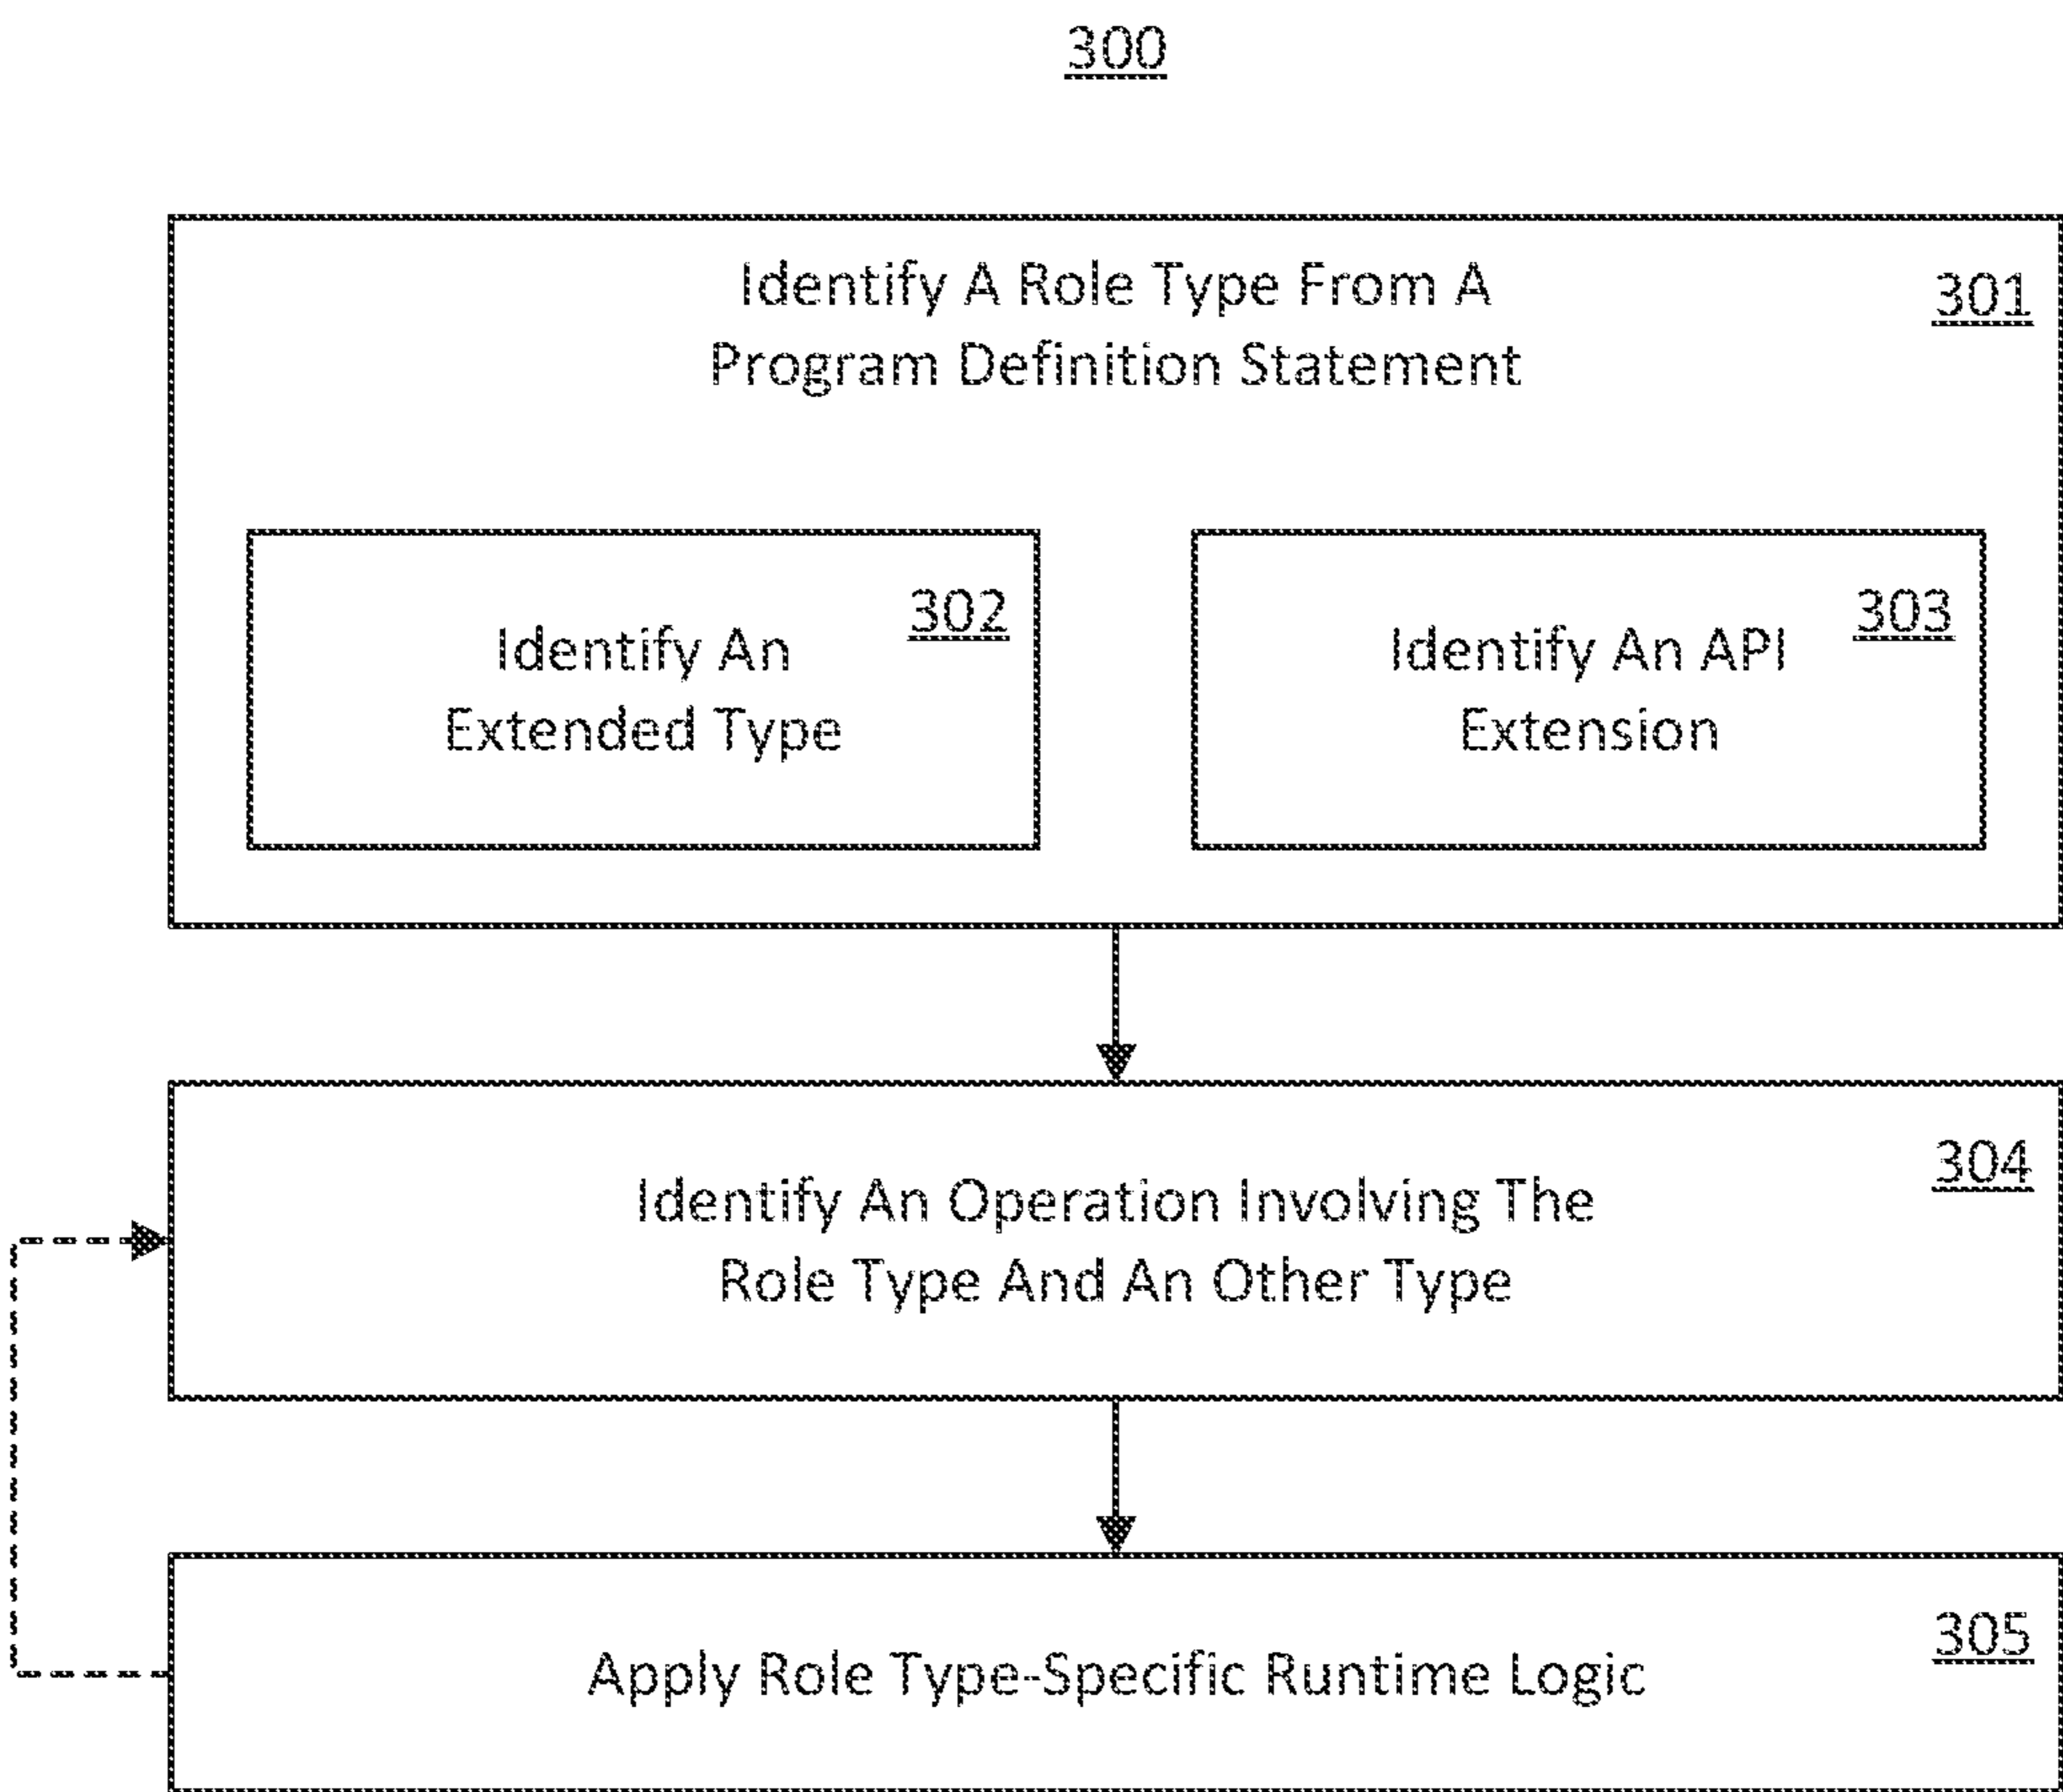 300
Identify A Role Type From A
Program Definition Statement
301
Identify An
Extended Type
302
Identify An API
Extension
303
Identify An Operation Involving The
Role Type And An Other Type
304
Apply Role Type-Specific Runtime Logic
305